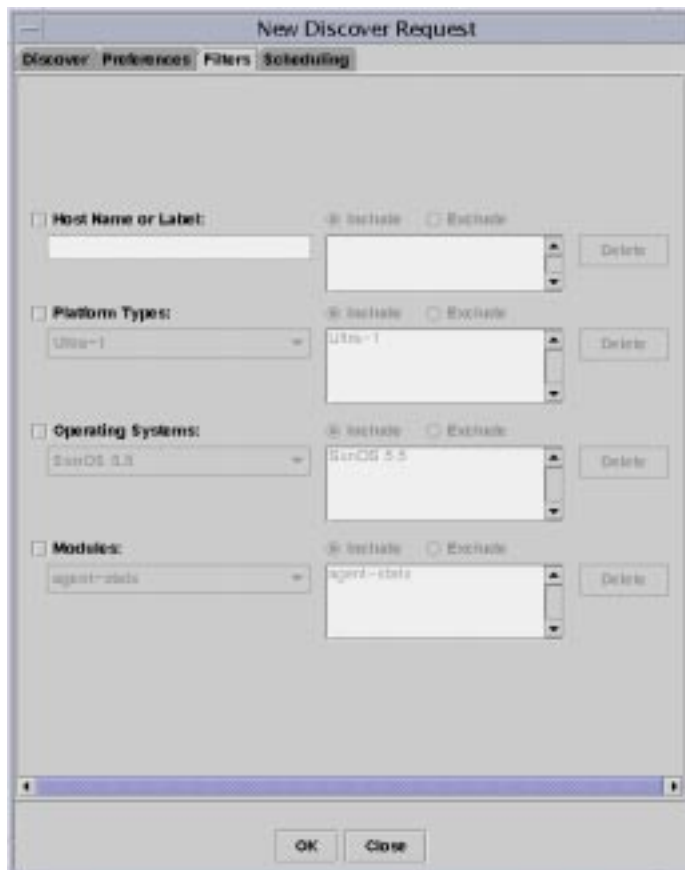 New Discover Request
Discover Preferences Filters Scheduling
Host Name or Label: Include Exclude
Delete
Platform Types: Include Exclude
Ultra-1 Ultra-1 Delete
Operating Systems: Include Exclude
SunOS 5.5 SunOS 5.5 Delete
Modules: Include Exclude
agent-stats agent-stats Delete
OK Close